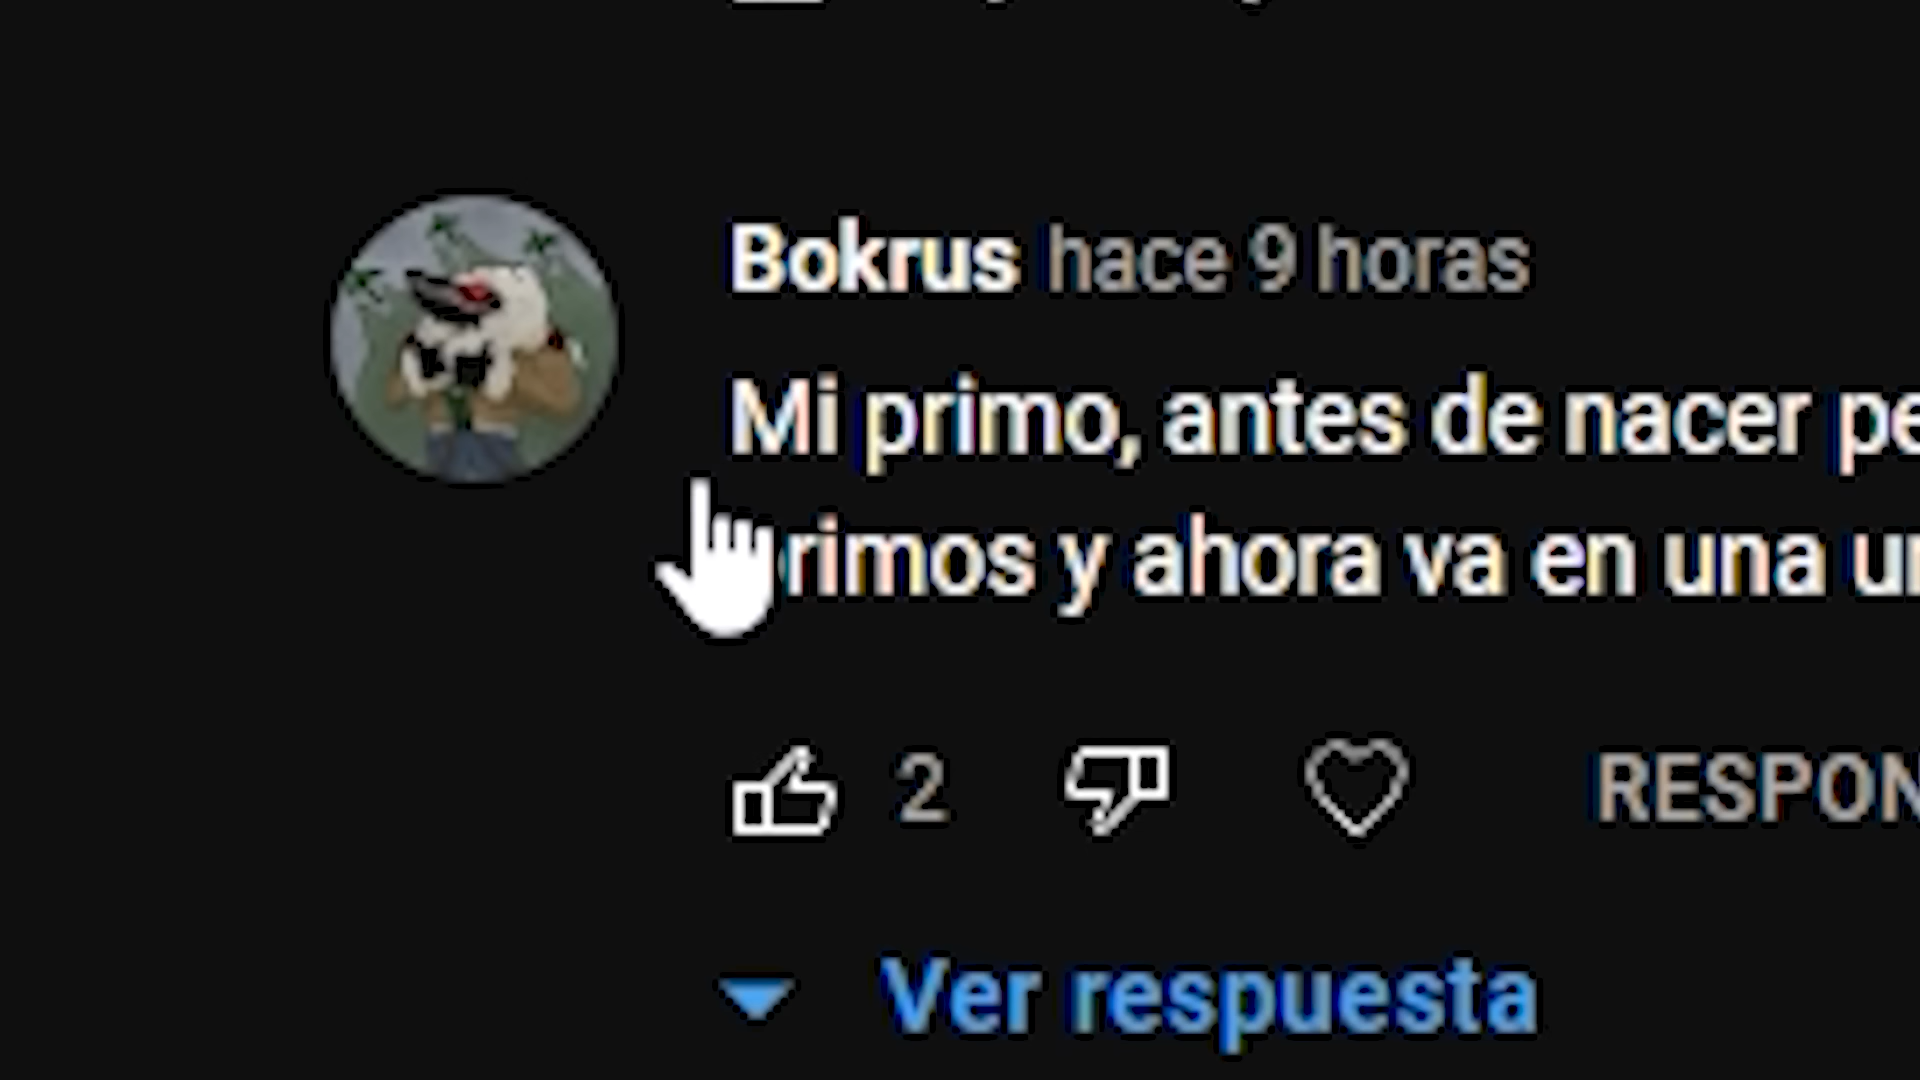 Bokrus hace 9 horas
Mi primo, antes de nacer pe
rimos y ahora va en una ur
2
RESPON
Ver respuesta